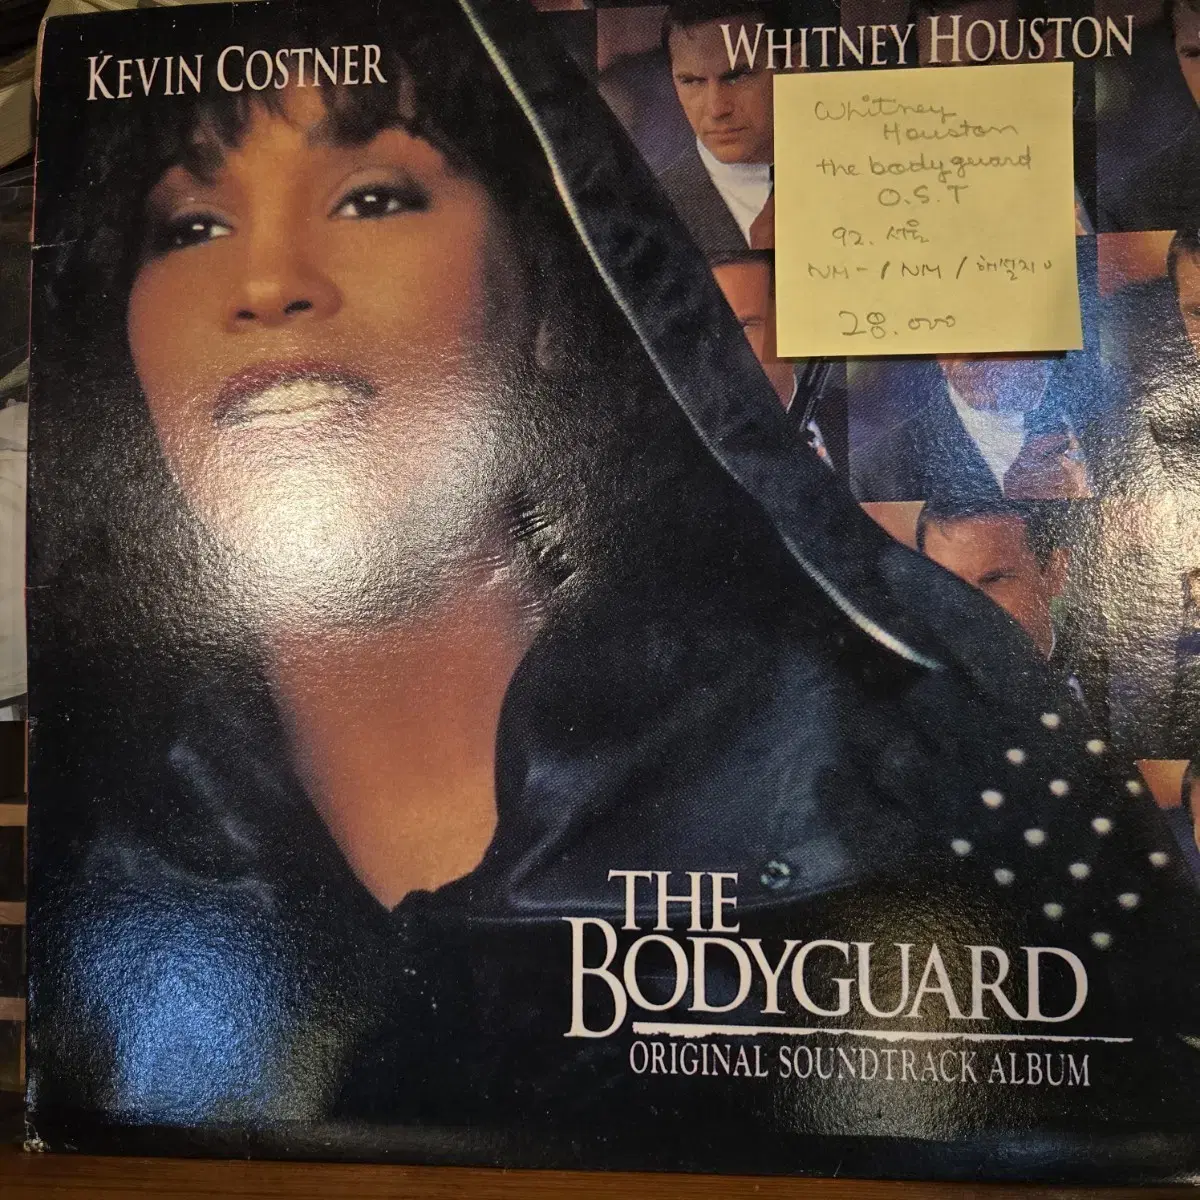 KEVIN COSTNER
WHITNEY HOUSTON
Whitney
Houston
the bodyguard
O.S.T
92. 서울
NM- / NM / 해설지 o
28.000
THE
BODYGUARD
ORIGINAL SOUNDTRACK ALBUM